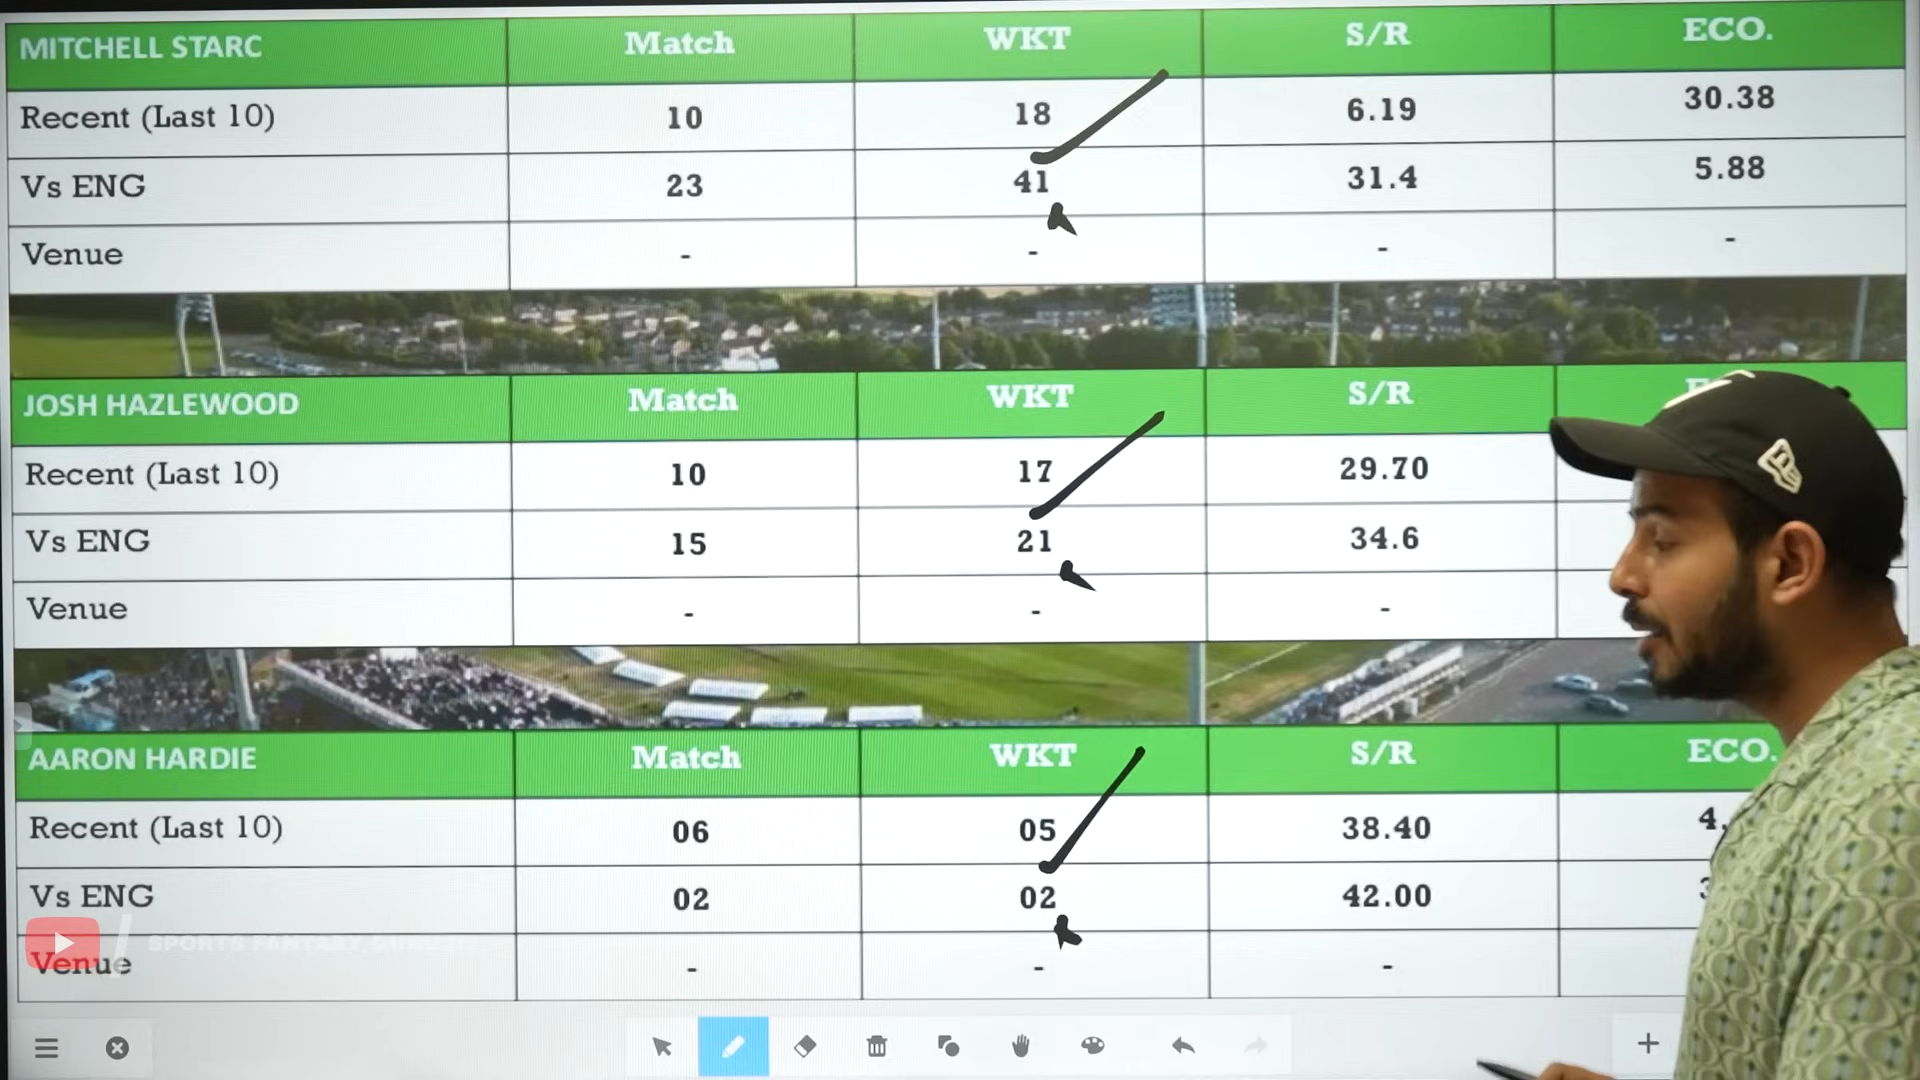 MITCHELL STARC Match WKT S/R ECO.
Recent (Last 10) 10 18 6.19 30.38
Vs ENG 23 41 31.4 5.88
Venue - - - -
JOSH HAZLEWOOD Match WKT S/R
Recent (Last 10) 10 17 29.70
Vs ENG 15 21 34.6
Venue - - -
AARON HARDIE Match WKT S/R ECO.
Recent (Last 10) 06 05 38.40 4.
Vs ENG 02 02 42.00
SPORTS FANTASY
Venue - - -